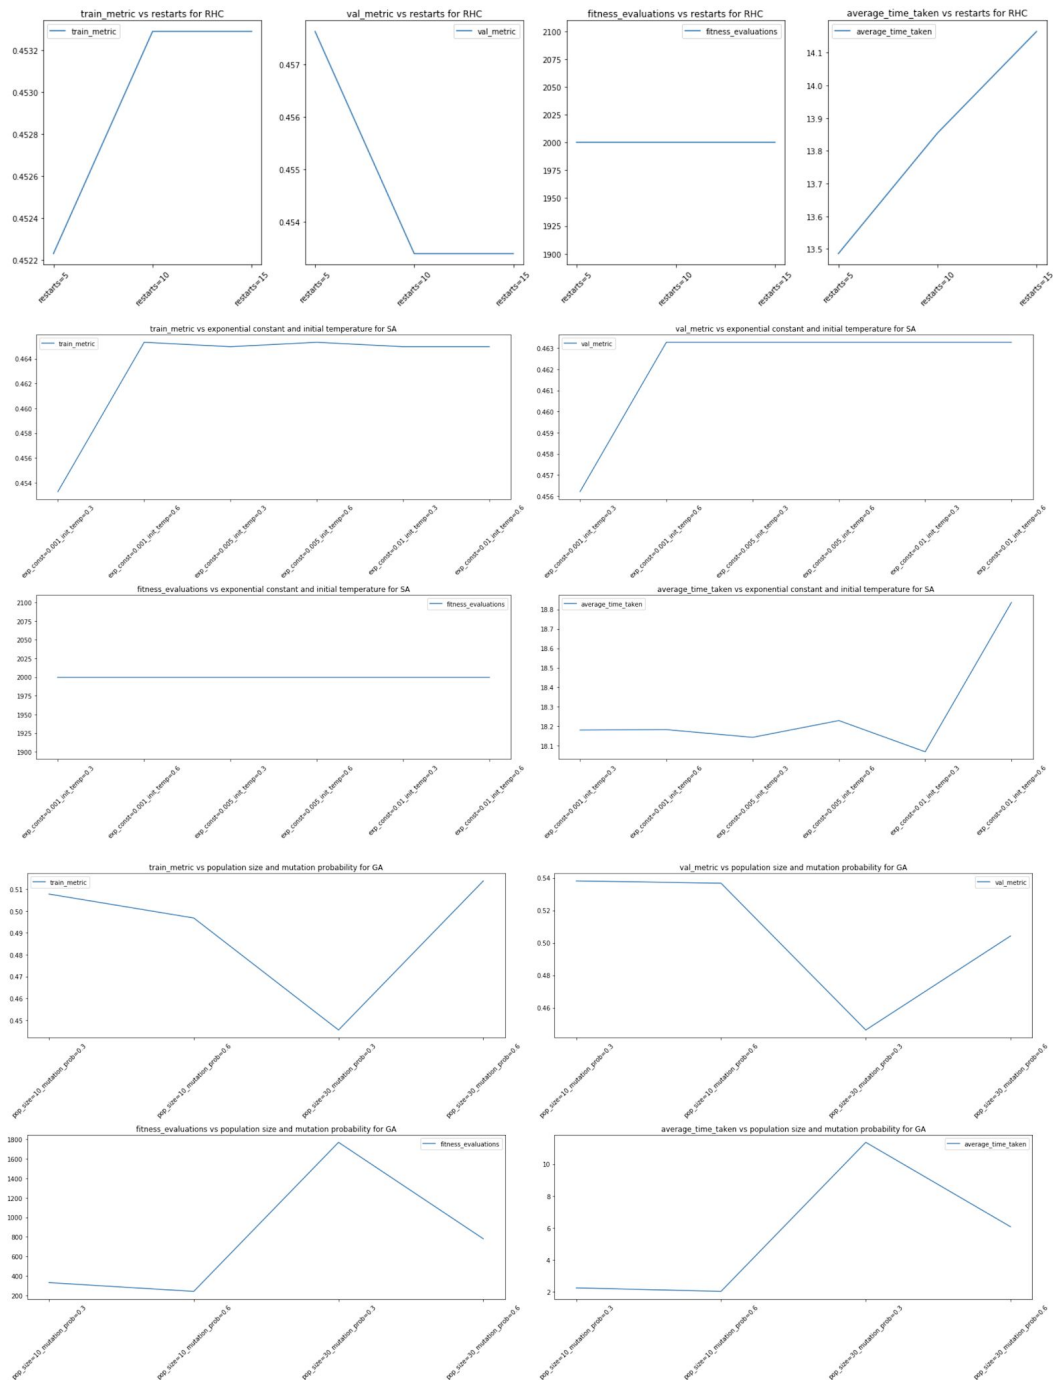 train_metric vs restarts for RHC
train_metric
0.4532
0.4530
0.4528
0.4526
0.4524
0.4522
restarts=5
restarts=10
restarts=15
val_metric vs restarts for RHC
val_metric
0.457
0.456
0.455
0.454
restarts=5
restarts=10
restarts=15
fitness_evaluations vs restarts for RHC
fitness_evaluations
2100
2075
2050
2025
2000
1975
1950
1925
1900
restarts=5
restarts=10
restarts=15
average_time_taken vs restarts for RHC
average_time_taken
14.1
14.0
13.9
13.8
13.7
13.6
13.5
restarts=5
restarts=10
restarts=15
train_metric vs exponential constant and initial temperature for SA
train_metric
0.464
0.462
0.460
0.458
0.456
0.454
exp_const=0.001_init_temp=0.3
exp_const=0.001_init_temp=0.6
exp_const=0.005_init_temp=0.3
exp_const=0.005_init_temp=0.6
exp_const=0.01_init_temp=0.3
exp_const=0.01_init_temp=0.6
val_metric vs exponential constant and initial temperature for SA
val_metric
0.463
0.462
0.461
0.460
0.459
0.458
0.457
0.456
exp_const=0.001_init_temp=0.3
exp_const=0.001_init_temp=0.6
exp_const=0.005_init_temp=0.3
exp_const=0.005_init_temp=0.6
exp_const=0.01_init_temp=0.3
exp_const=0.01_init_temp=0.6
fitness_evaluations vs exponential constant and initial temperature for SA
fitness_evaluations
2100
2075
2050
2025
2000
1975
1950
1925
1900
exp_const=0.001_init_temp=0.3
exp_const=0.001_init_temp=0.6
exp_const=0.005_init_temp=0.3
exp_const=0.005_init_temp=0.6
exp_const=0.01_init_temp=0.3
exp_const=0.01_init_temp=0.6
average_time_taken vs exponential constant and initial temperature for SA
average_time_taken
18.8
18.7
18.6
18.5
18.4
18.3
18.2
18.1
exp_const=0.001_init_temp=0.3
exp_const=0.001_init_temp=0.6
exp_const=0.005_init_temp=0.3
exp_const=0.005_init_temp=0.6
exp_const=0.01_init_temp=0.3
exp_const=0.01_init_temp=0.6
train_metric vs population size and mutation probability for GA
train_metric
0.51
0.50
0.49
0.48
0.47
0.46
0.45
pop_size=10_mutation_prob=0.3
pop_size=10_mutation_prob=0.6
pop_size=30_mutation_prob=0.3
pop_size=30_mutation_prob=0.6
val_metric vs population size and mutation probability for GA
val_metric
0.54
0.52
0.50
0.48
0.46
pop_size=10_mutation_prob=0.3
pop_size=10_mutation_prob=0.6
pop_size=30_mutation_prob=0.3
pop_size=30_mutation_prob=0.6
fitness_evaluations vs population size and mutation probability for GA
fitness_evaluations
1800
1600
1400
1200
1000
800
600
400
200
pop_size=10_mutation_prob=0.3
pop_size=10_mutation_prob=0.6
pop_size=30_mutation_prob=0.3
pop_size=30_mutation_prob=0.6
average_time_taken vs population size and mutation probability for GA
average_time_taken
10
8
6
4
2
pop_size=10_mutation_prob=0.3
pop_size=10_mutation_prob=0.6
pop_size=30_mutation_prob=0.3
pop_size=30_mutation_prob=0.6